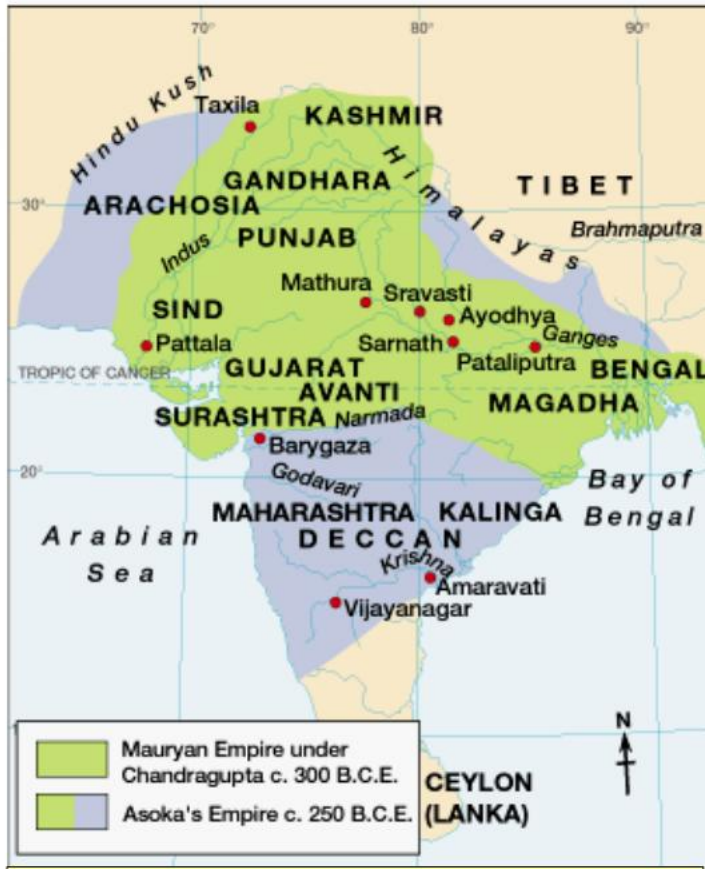 70°
80°
90°
Hindu Kush
Taxila
KASHMIR
Himalayas
TIBET
GANDHARA
30°
ARACHOSIA
Brahmaputra
Indus
PUNJAB
Mathura
Sravasti
SIND
Ayodhya
Pattala
Sarnath
Ganges
Pataliputra
TROPIC OF CANCER
GUJARAT
BENGAL
AVANTI
MAGADHA
SURASHTRA
Narmada
Barygaza
20°
Godavari
Bay of
Bengal
MAHARASHTRA
KALINGA
Arabian
Sea
DECCAN
Krishna
Amaravati
Vijayanagar
N
Mauryan Empire under
Chandragupta c. 300 B.C.E.
Asoka's Empire c. 250 B.C.E.
CEYLON
(LANKA)